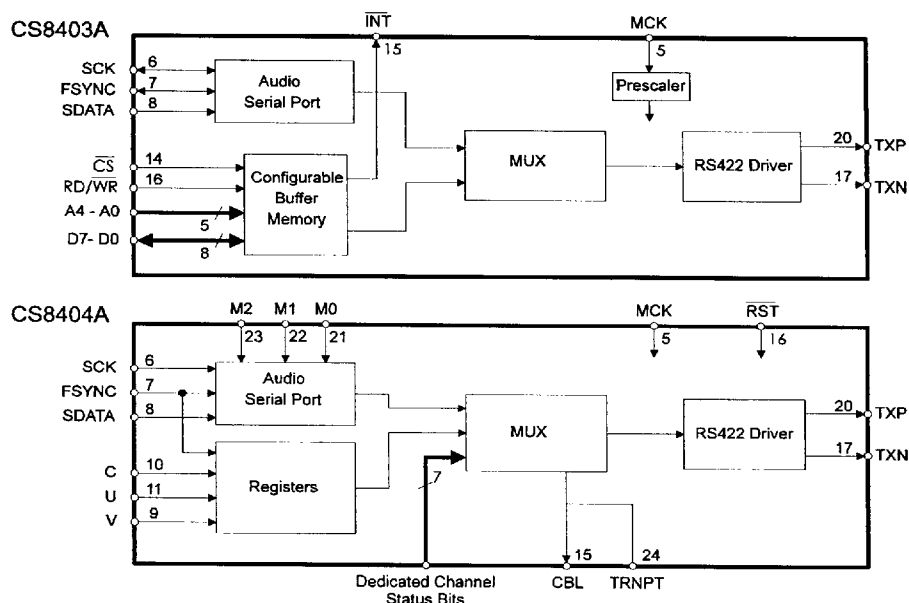 CS8403A
INT
MCK
15
5
SCK 6
FSYNC 7
SDATA 8
Audio
Serial Port
Prescaler
CS 14
RD/WR 16
A4 - A0 5
D7- D0 8
Configurable
Buffer
Memory
MUX
RS422 Driver
20 TXP
17 TXN
CS8404A
M2 M1 M0
23 22 21
MCK
5
RST
16
SCK 6
FSYNC 7
SDATA 8
Audio
Serial Port
C 10
U 11
V 9
Registers
MUX
7
RS422 Driver
20 TXP
17 TXN
15 24
Dedicated Channel
Status Bits
CBL TRNPT